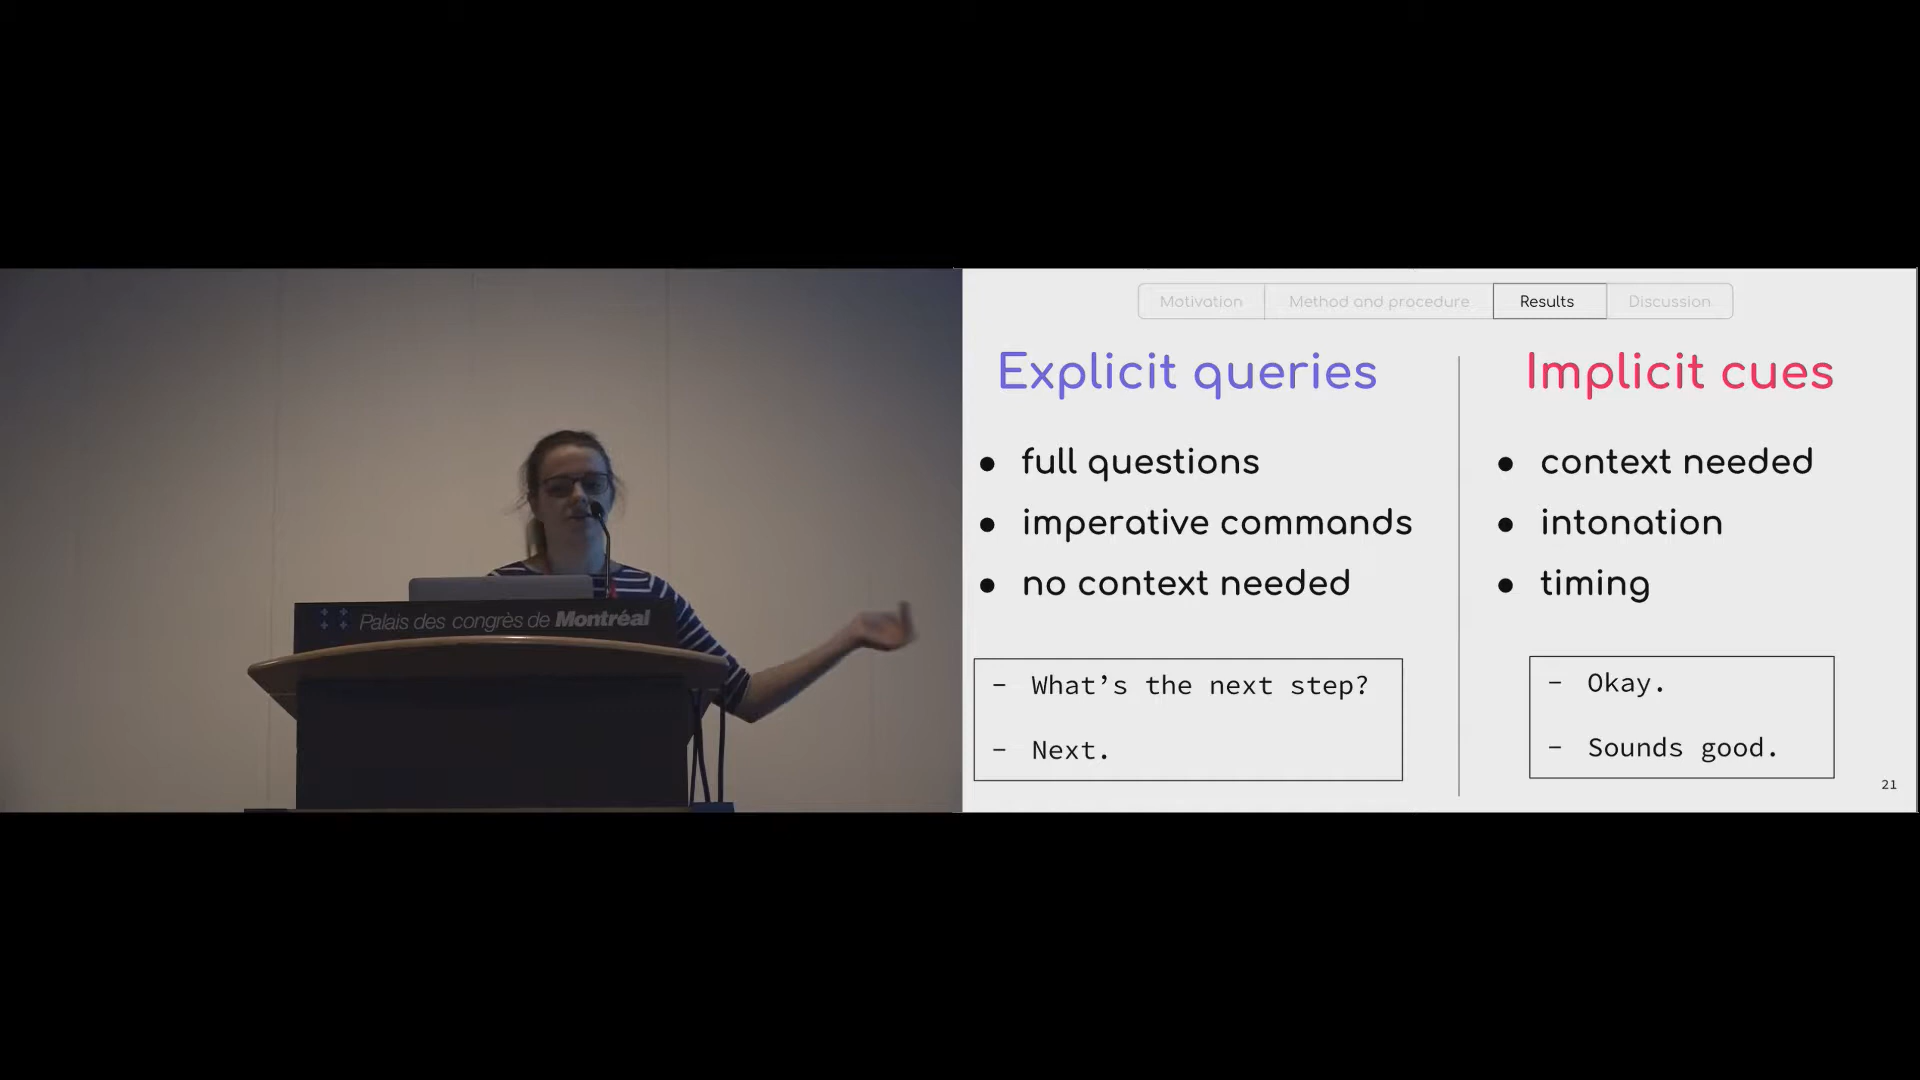 Palais des congrès de Montréal
Motivation
Method and procedure
Results
Discussion
Explicit queries
● full questions
● imperative commands
● no context needed
- What’s the next step?
- Next.
Implicit cues
● context needed
● intonation
● timing
- Okay.
- Sounds good.
21